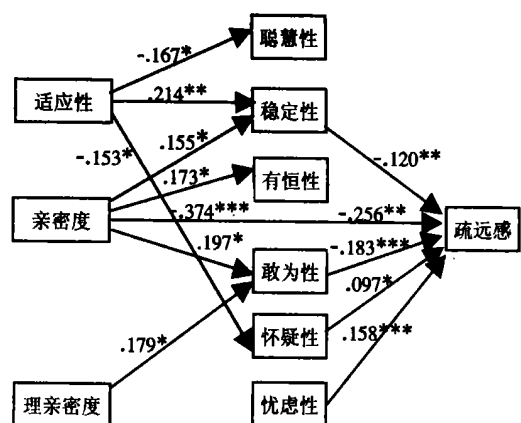 聪慧性
-.167*
适应性
.214**
稳定性
.155*
-.153*
-.120**
.173*
有恒性
-.374***
-.256**
亲密度
疏远感
.197*
-.183***
敢为性
.097*
.179*
怀疑性
.158***
理亲密度
忧虑性